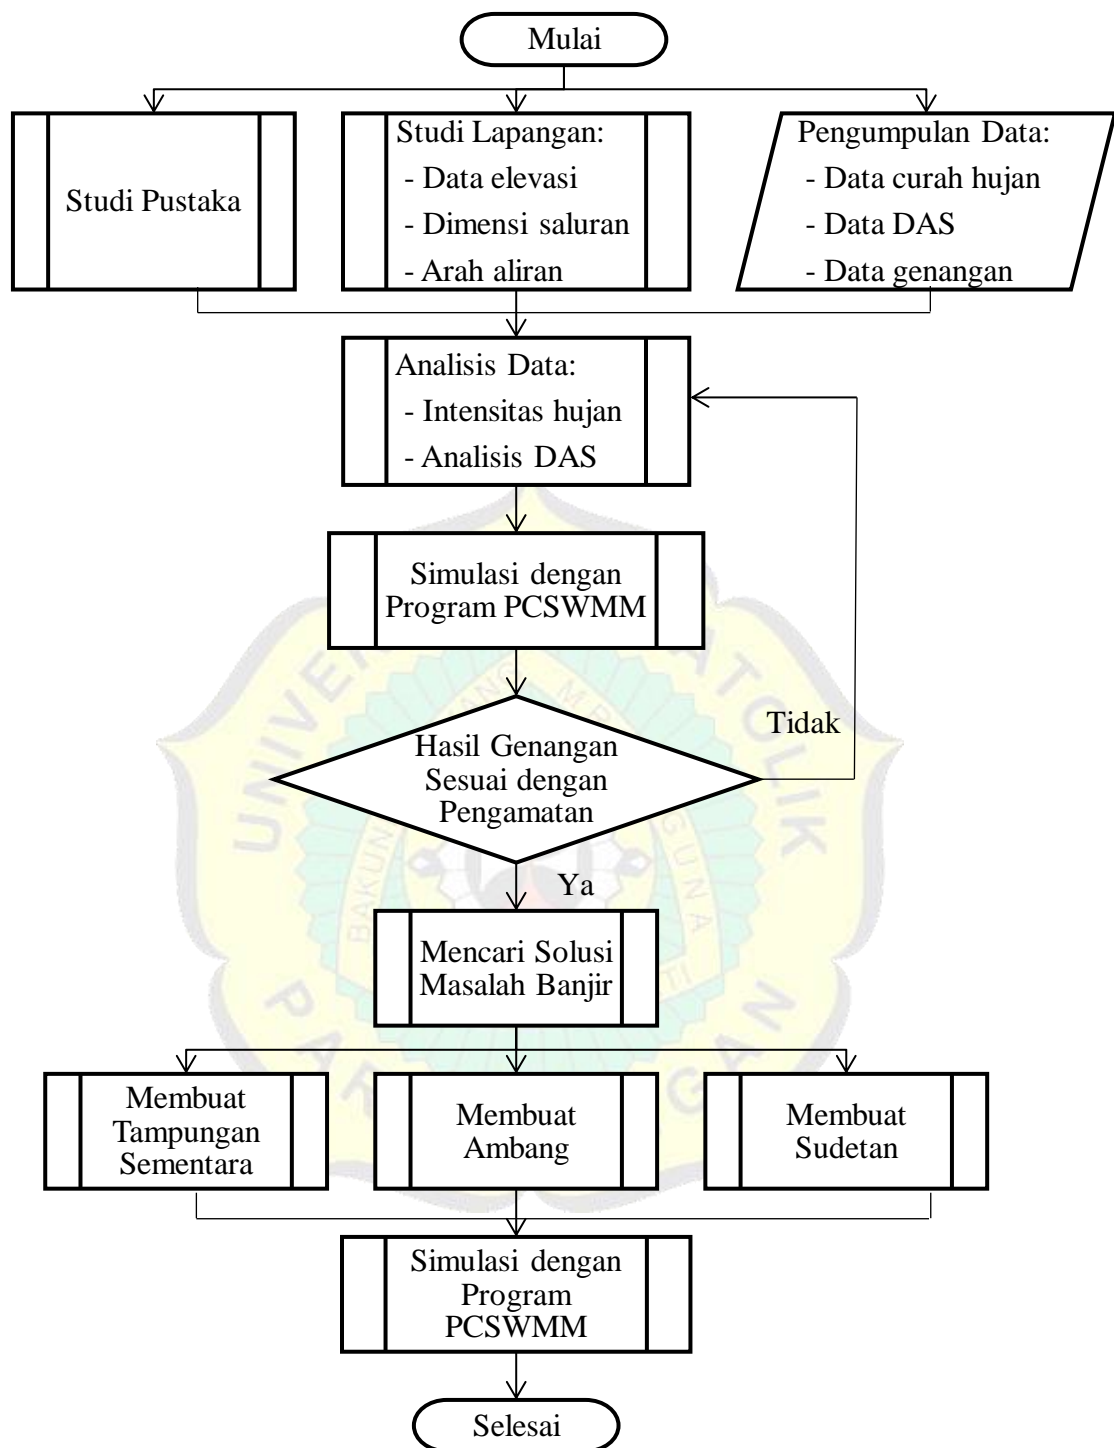 Mulai
Studi Pustaka
Studi Lapangan:
- Data elevasi
- Dimensi saluran
- Arah aliran
Pengumpulan Data:
- Data curah hujan
- Data DAS
- Data genangan
Analisis Data:
- Intensitas hujan
- Analisis DAS
Simulasi dengan
Program PCSWMM
Hasil Genangan
Sesuai dengan
Pengamatan
Tidak
Ya
Mencari Solusi
Masalah Banjir
Membuat
Tampungan
Sementara
Membuat
Ambang
Membuat
Sudetan
Simulasi dengan
Program
PCSWMM
Selesai